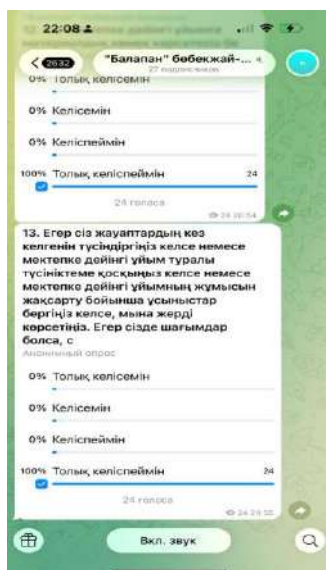 22:08
2632
"Балапан" бөбекжай-...
27 подписчиков
0% Толық келісемін
0% Келісемін
0% Келіспеймін
100% Толық келіспеймін 24
24 голоса
13. Егер сіз жауаптардың кез
келгенін түсіндіргіңіз келсе немесе
мектепке дейінгі ұйым туралы
түсініктеме қосқыңыз келсе немесе
мектепке дейінгі ұйымның жұмысын
жақсарту бойынша ұсыныстар
бергіңіз келсе, мына жерді
көрсетіңіз. Егер сізде шағымдар
болса, с
Анонимный опрос
0% Толық келісемін
0% Келісемін
0% Келіспеймін
100% Толық келіспеймін 24
24 голоса
Вкл. звук